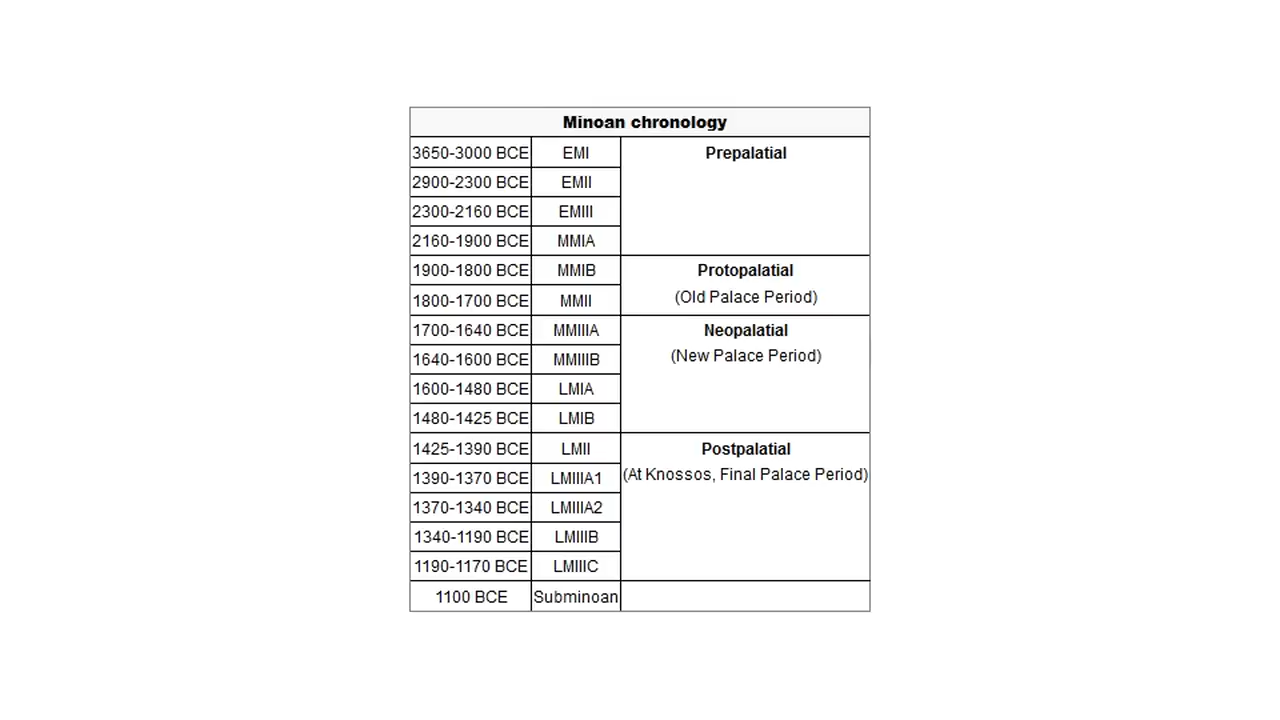 Minoan chronology
3650-3000 BCE EMI Prepalatial
2900-2300 BCE EMII
2300-2160 BCE EMIII
2160-1900 BCE MMIA
1900-1800 BCE MMIB Protopalatial
(Old Palace Period)
1800-1700 BCE MMII
1700-1640 BCE MMIIIA Neopalatial
(New Palace Period)
1640-1600 BCE MMIIIB
1600-1480 BCE LMIA
1480-1425 BCE LMIB
1425-1390 BCE LMII Postpalatial
(At Knossos, Final Palace Period)
1390-1370 BCE LMIIIA1
1370-1340 BCE LMIIIA2
1340-1190 BCE LMIIIB
1190-1170 BCE LMIIIC
1100 BCE Subminoan